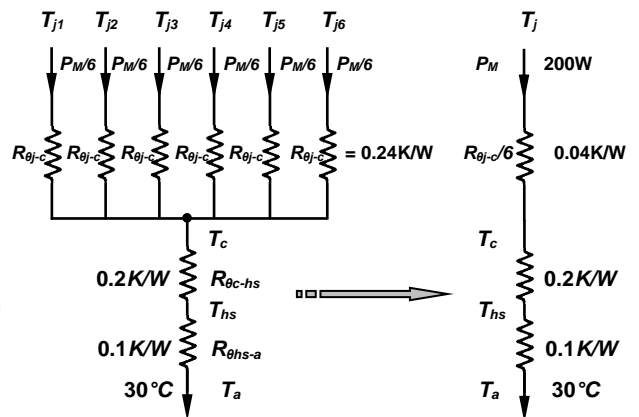 Tj1 Tj2 Tj3 Tj4 Tj5 Tj6 Tj
PM/6 PM/6 PM/6 PM/6 PM/6 PM/6 PM 200W
Rθj-c Rθj-c Rθj-c Rθj-c Rθj-c Rθj-c = 0.24K/W Rθj-c/6 0.04K/W
Tc Tc
0.2K/W Rθc-hs 0.2K/W
Ths Ths
0.1K/W Rθhs-a 0.1K/W
30°C Ta Ta 30°C